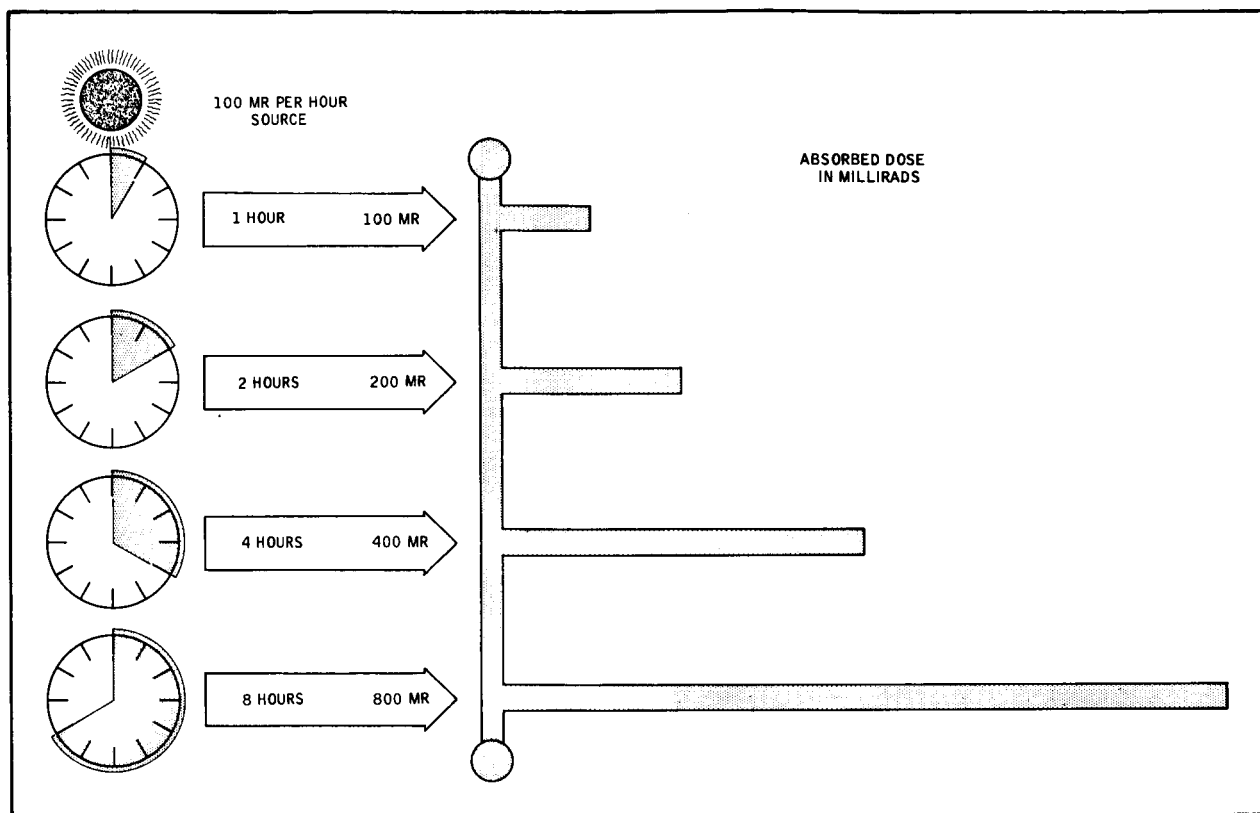 100 MR PER HOUR
SOURCE
ABSORBED DOSE
IN MILLIRADS
1 HOUR 100 MR
2 HOURS 200 MR
4 HOURS 400 MR
8 HOURS 800 MR